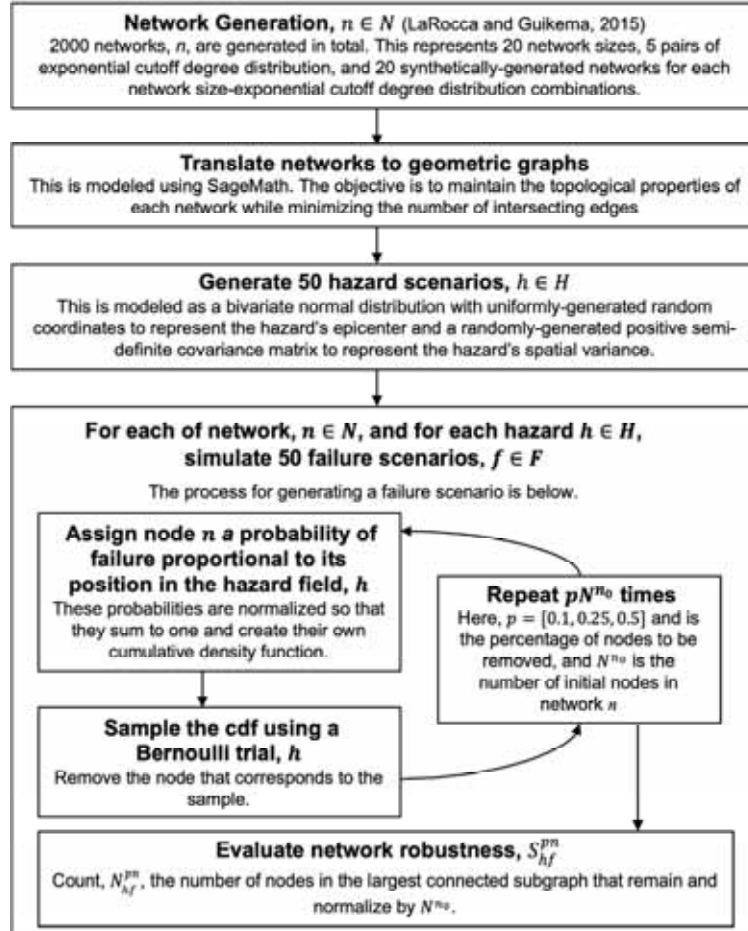 Network Generation, n ∈ N (LaRocca and Guikema, 2015)
2000 networks, n, are generated in total. This represents 20 network sizes, 5 pairs of
exponential cutoff degree distribution, and 20 synthetically-generated networks for each
network size-exponential cutoff degree distribution combinations.
Translate networks to geometric graphs
This is modeled using SageMath. The objective is to maintain the topological properties of
each network while minimizing the number of intersecting edges
Generate 50 hazard scenarios, h ∈ H
This is modeled as a bivariate normal distribution with uniformly-generated random
coordinates to represent the hazard's epicenter and a randomly-generated positive semi-
definite covariance matrix to represent the hazard's spatial variance.
For each of network, n ∈ N, and for each hazard h ∈ H,
simulate 50 failure scenarios, f ∈ F
The process for generating a failure scenario is below.
Assign node n a probability of
failure proportional to its
position in the hazard field, h
These probabilities are normalized so that
they sum to one and create their own
cumulative density function.
Sample the cdf using a
Bernoulli trial, h
Remove the node that corresponds to the
sample.
Repeat pN^{n_0} times
Here, p = [0.1, 0.25, 0.5] and is
the percentage of nodes to be
removed, and N^{n_0} is the
number of initial nodes in
network n
Evaluate network robustness, S_{hf}^{pn}
Count, N_{hf}^{pn}, the number of nodes in the largest connected subgraph that remain and
normalize by N^{n_0}.